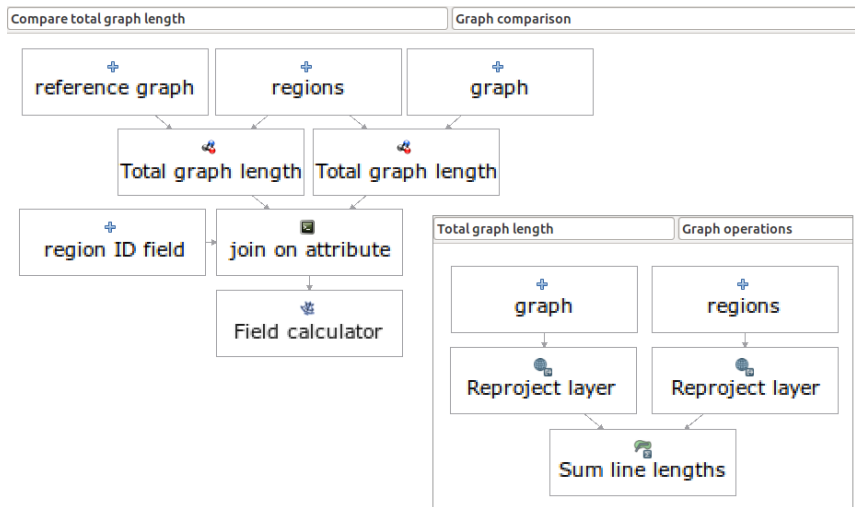 Compare total graph length
Graph comparison
reference graph
regions
graph
Total graph length
Total graph length
region ID field
join on attribute
Field calculator
Total graph length
Graph operations
graph
regions
Reproject layer
Reproject layer
Sum line lengths